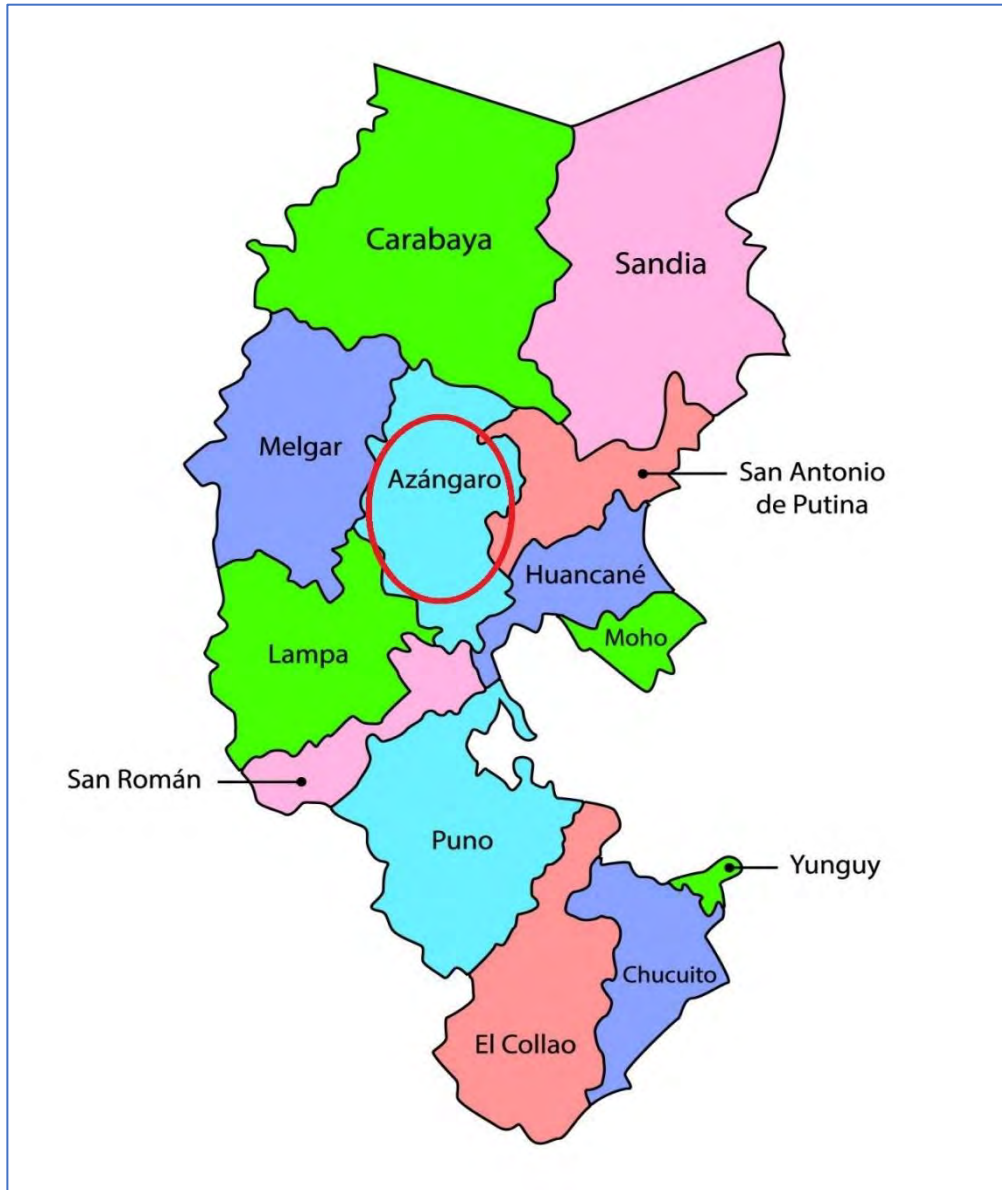 Carabaya
Sandia
Melgar
Azángaro
San Antonio
de Putina
Huancané
Moho
Lampa
San Román
Puno
Yunguy
Chucuito
El Collao